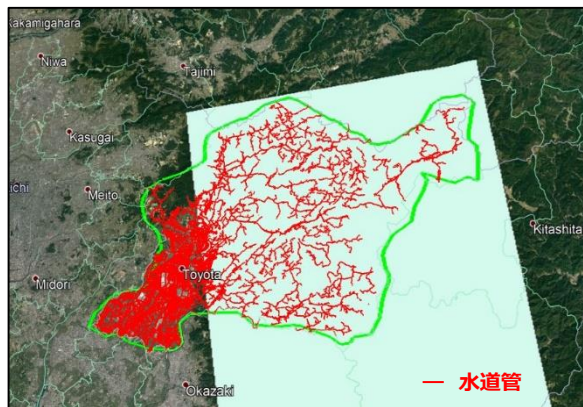 Kakamigahara
Niwa
Tajimi
Kasugai
Meito
Kitashita
Toyota
Midori
Okazaki
水道管